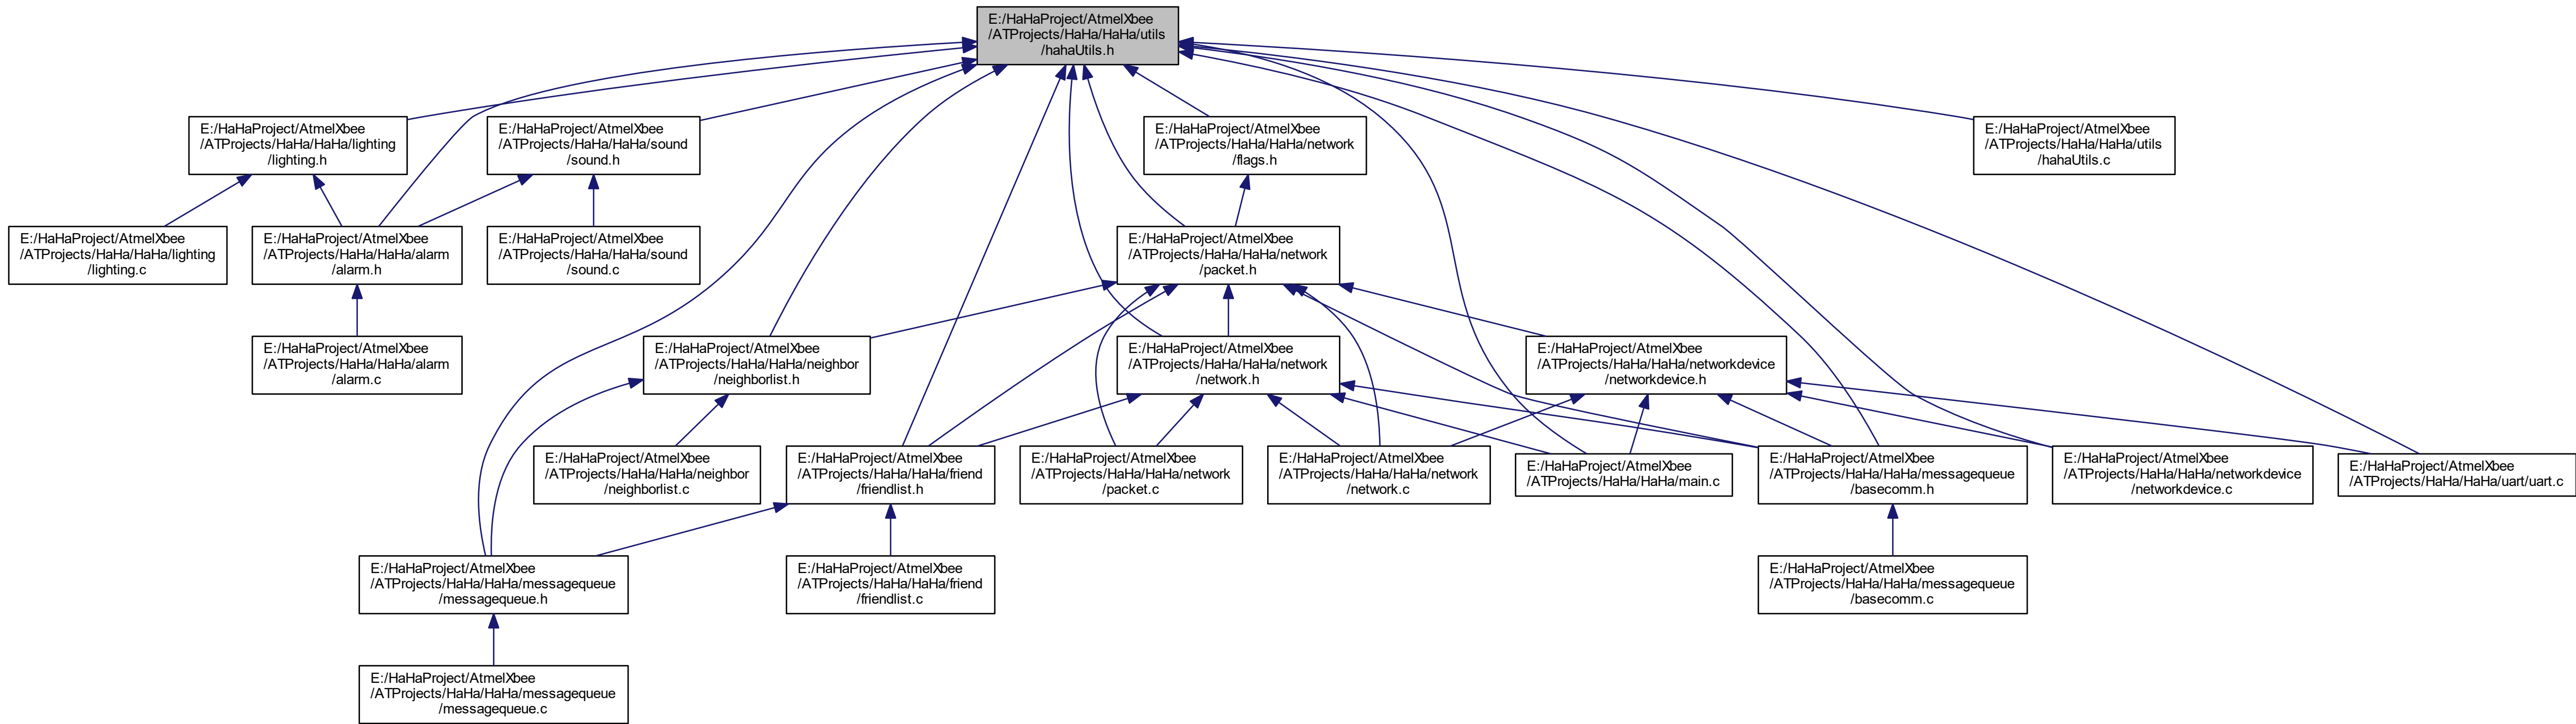 E:/HaHaProject/AtmelXbee
/ATProjects/HaHa/HaHa/utils
/hahaUtils.h
E:/HaHaProject/AtmelXbee
/ATProjects/HaHa/HaHa/lighting
/lighting.h
E:/HaHaProject/AtmelXbee
/ATProjects/HaHa/HaHa/sound
/sound.h
E:/HaHaProject/AtmelXbee
/ATProjects/HaHa/HaHa/network
/flags.h
E:/HaHaProject/AtmelXbee
/ATProjects/HaHa/HaHa/utils
/hahaUtils.c
E:/HaHaProject/AtmelXbee
/ATProjects/HaHa/HaHa/lighting
/lighting.c
E:/HaHaProject/AtmelXbee
/ATProjects/HaHa/HaHa/alarm
/alarm.h
E:/HaHaProject/AtmelXbee
/ATProjects/HaHa/HaHa/sound
/sound.c
E:/HaHaProject/AtmelXbee
/ATProjects/HaHa/HaHa/network
/packet.h
E:/HaHaProject/AtmelXbee
/ATProjects/HaHa/HaHa/alarm
/alarm.c
E:/HaHaProject/AtmelXbee
/ATProjects/HaHa/HaHa/neighbor
/neighborlist.h
E:/HaHaProject/AtmelXbee
/ATProjects/HaHa/HaHa/network
/network.h
E:/HaHaProject/AtmelXbee
/ATProjects/HaHa/HaHa/networkdevice
/networkdevice.h
E:/HaHaProject/AtmelXbee
/ATProjects/HaHa/HaHa/neighbor
/neighborlist.c
E:/HaHaProject/AtmelXbee
/ATProjects/HaHa/HaHa/friend
/friendlist.h
E:/HaHaProject/AtmelXbee
/ATProjects/HaHa/HaHa/network
/packet.c
E:/HaHaProject/AtmelXbee
/ATProjects/HaHa/HaHa/network
/network.c
E:/HaHaProject/AtmelXbee
/ATProjects/HaHa/HaHa/main.c
E:/HaHaProject/AtmelXbee
/ATProjects/HaHa/HaHa/messagequeue
/basecomm.h
E:/HaHaProject/AtmelXbee
/ATProjects/HaHa/HaHa/networkdevice
/networkdevice.c
E:/HaHaProject/AtmelXbee
/ATProjects/HaHa/HaHa/uart/uart.c
E:/HaHaProject/AtmelXbee
/ATProjects/HaHa/HaHa/messagequeue
/messagequeue.h
E:/HaHaProject/AtmelXbee
/ATProjects/HaHa/HaHa/friend
/friendlist.c
E:/HaHaProject/AtmelXbee
/ATProjects/HaHa/HaHa/messagequeue
/basecomm.c
E:/HaHaProject/AtmelXbee
/ATProjects/HaHa/HaHa/messagequeue
/messagequeue.c